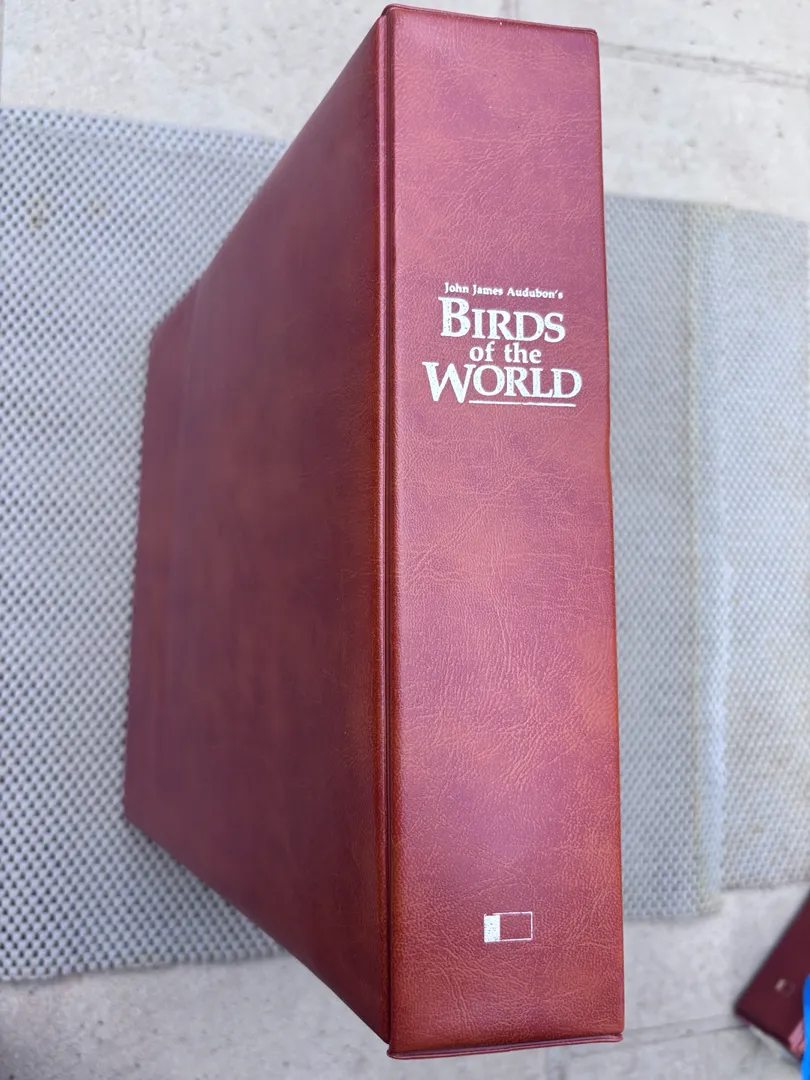 John James Audubon's
BIRDS
of the
WORLD